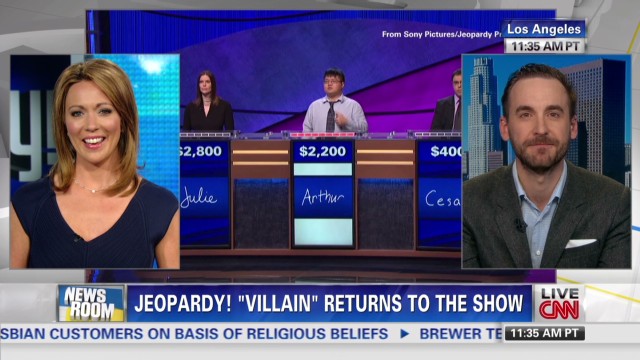 Los Angeles
11:35 AM PT
From Sony Pictures/Jeopardy P
$2,800
$2,200
$400
Julie
Arthur
Cesa
NEWS
ROOM
JEOPARDY! "VILLAIN" RETURNS TO THE SHOW
LIVE
CNN
SBIAN CUSTOMERS ON BASIS OF RELIGIOUS BELIEFS ▶ BREWER TE
11:35 AM PT